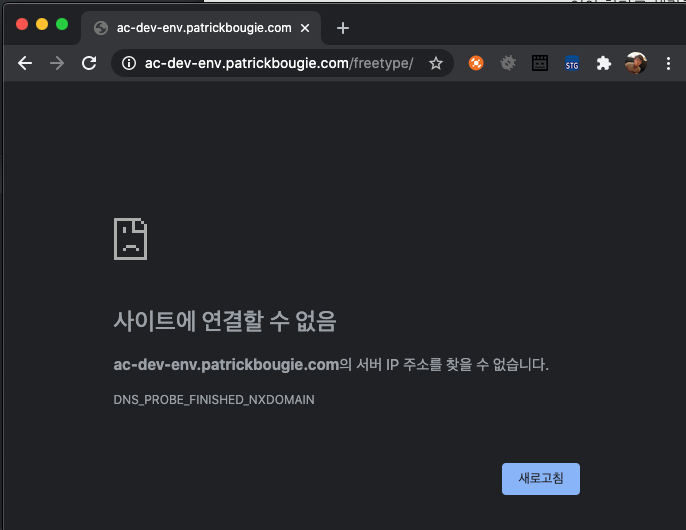 ac-dev-env.patrickbougie.com
ac-dev-env.patrickbougie.com/freetype/
STG
사이트에 연결할 수 없음
ac-dev-env.patrickbougie.com의 서버 IP 주소를 찾을 수 없습니다.
DNS_PROBE_FINISHED_NXDOMAIN
새로고침